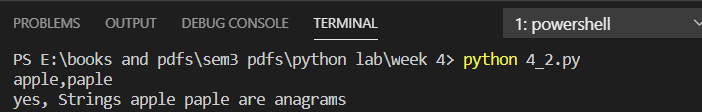 PROBLEMS OUTPUT DEBUG CONSOLE TERMINAL 1: powershell
PS E:\books and pdfs\sem3 pdfs\python lab\week 4> python 4_2.py
apple,paple
yes, Strings apple paple are anagrams